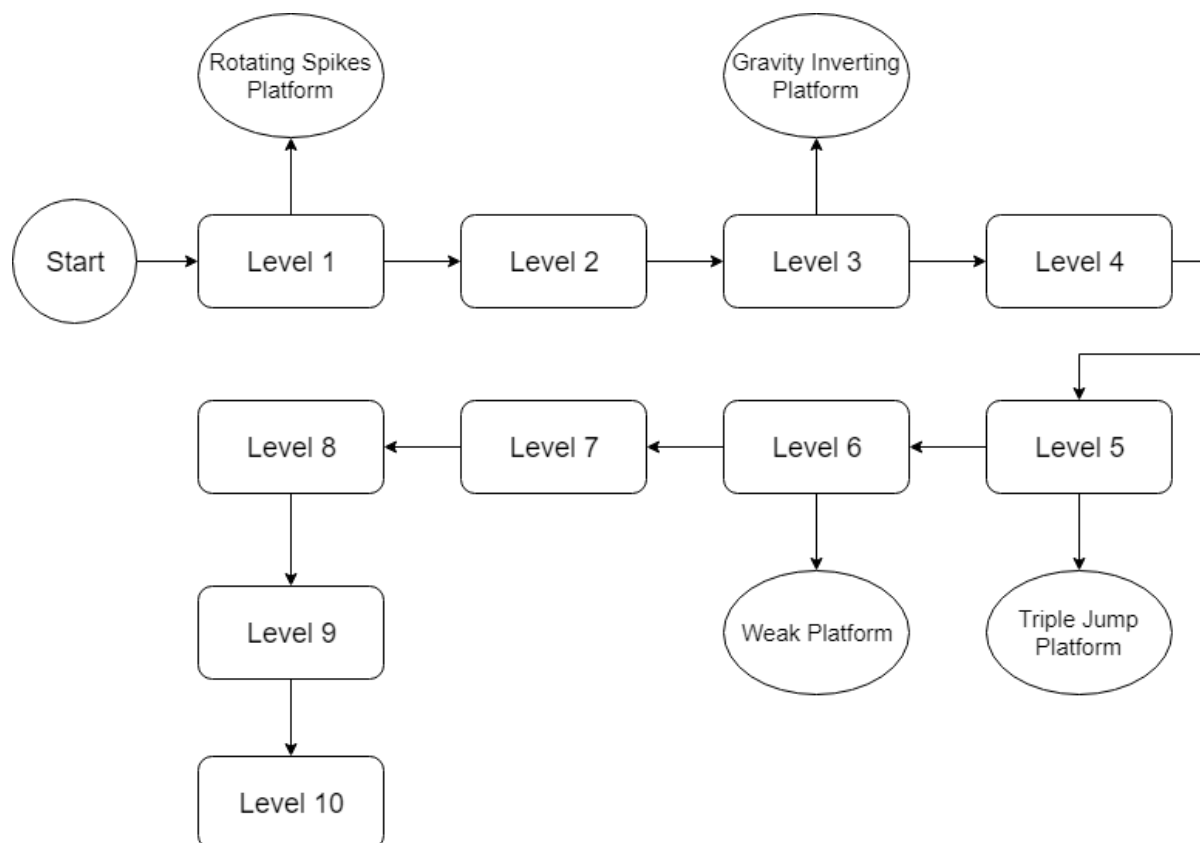 Rotating Spikes
Platform
Gravity Inverting
Platform
Start
Level 1
Level 2
Level 3
Level 4
Level 8
Level 7
Level 6
Level 5
Level 9
Weak Platform
Triple Jump
Platform
Level 10